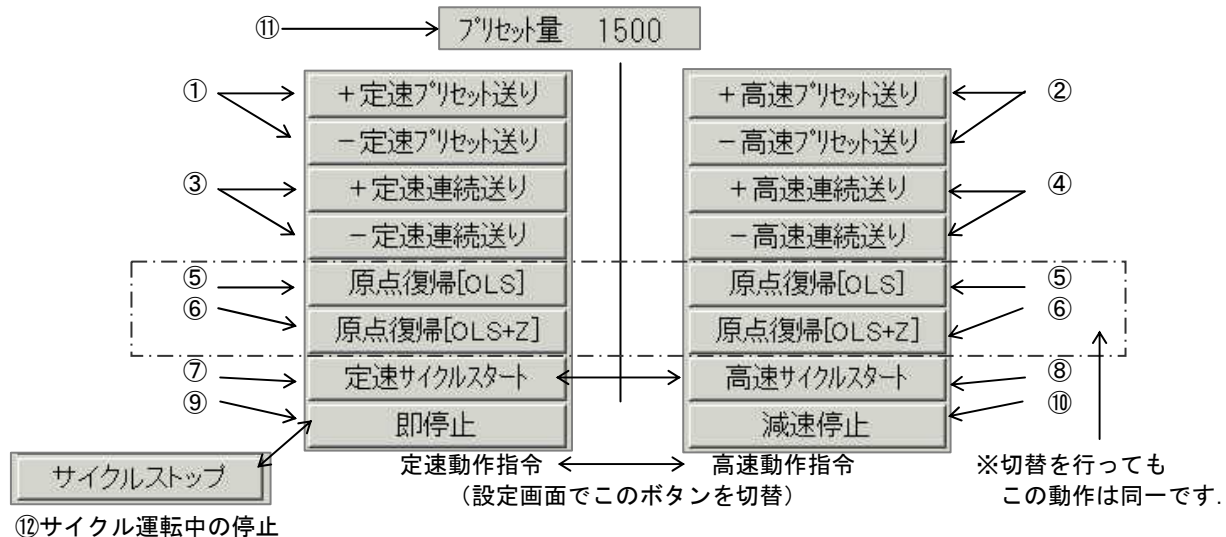 ⑪ プリセット量 1500
① +定速プリセット送り +高速プリセット送り ②
-定速プリセット送り -高速プリセット送り
③ +定速連続送り +高速連続送り ④
-定速連続送り -高速連続送り
⑤ 原点復帰[OLS] 原点復帰[OLS] ⑤
⑥ 原点復帰[OLS+Z] 原点復帰[OLS+Z] ⑥
⑦ 定速サイクルスタート 高速サイクルスタート ⑧
⑨ 即停止 減速停止 ⑩
サイクルストップ 定速動作指令 高速動作指令 ※切替を行っても
(設定画面でこのボタンを切替) この動作は同一です.
⑫サイクル運転中の停止